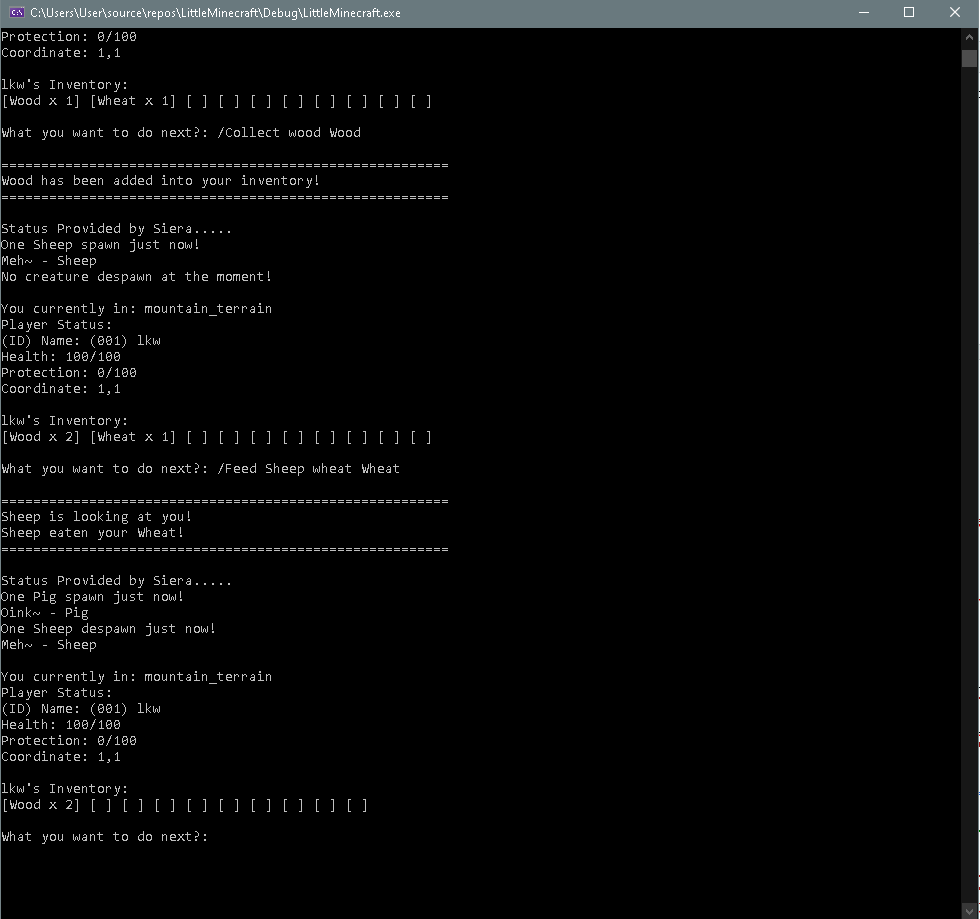 C:\Users\User\source\repos\LittleMinecraft\Debug\LittleMinecraft.exe
Protection: 0/100
Coordinate: 1,1
lkw's Inventory:
[Wood x 1] [Wheat x 1] [ ] [ ] [ ] [ ] [ ] [ ] [ ] [ ]
What you want to do next?: /Collect wood Wood
========================================================
Wood has been added into your inventory!
========================================================
Status Provided by Siera.....
One Sheep spawn just now!
Meh~ - Sheep
No creature despawn at the moment!
You currently in: mountain_terrain
Player Status:
(ID) Name: (001) lkw
Health: 100/100
Protection: 0/100
Coordinate: 1,1
lkw's Inventory:
[Wood x 2] [Wheat x 1] [ ] [ ] [ ] [ ] [ ] [ ] [ ] [ ]
What you want to do next?: /Feed Sheep wheat Wheat
========================================================
Sheep is looking at you!
Sheep eaten your Wheat!
========================================================
Status Provided by Siera.....
One Pig spawn just now!
Oink~ - Pig
One Sheep despawn just now!
Meh~ - Sheep
You currently in: mountain_terrain
Player Status:
(ID) Name: (001) lkw
Health: 100/100
Protection: 0/100
Coordinate: 1,1
lkw's Inventory:
[Wood x 2] [ ] [ ] [ ] [ ] [ ] [ ] [ ] [ ] [ ]
What you want to do next?: